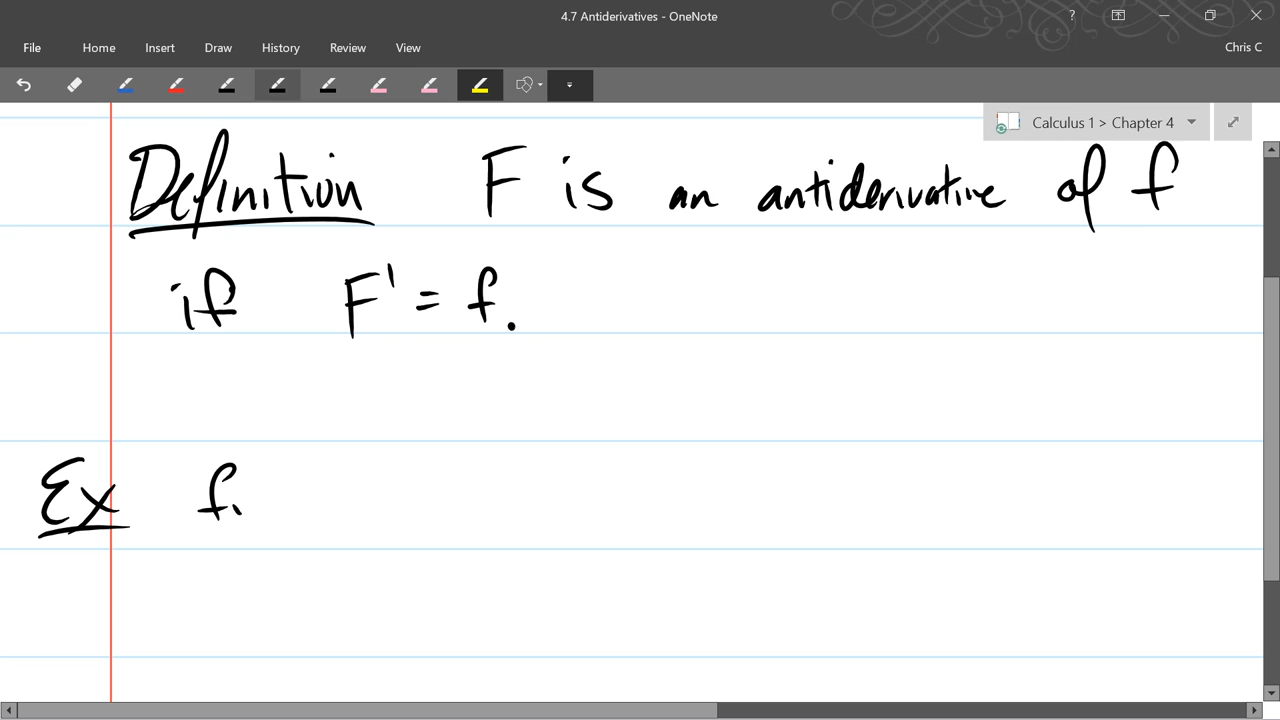 4.7 Antiderivatives - OneNote
?
File Home Insert Draw History Review View
Chris C
Calculus 1 > Chapter 4
Definition F is an antiderivative of f
if F' = f.
Ex f